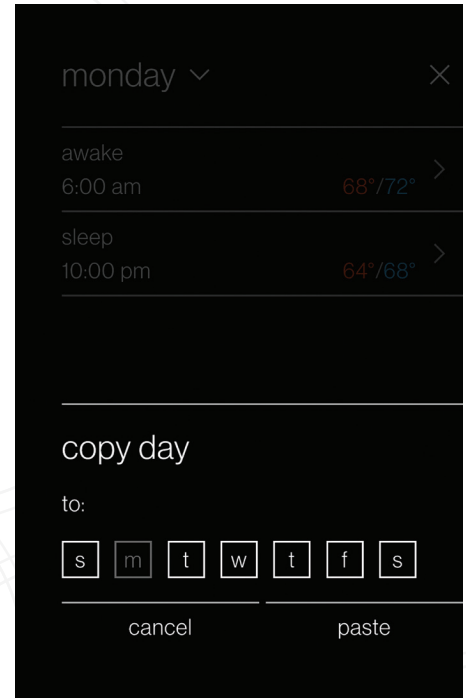 monday
awake
6:00 am 68°/72°
sleep
10:00 pm 64°/68°
copy day
to:
s m t w t f s
cancel paste